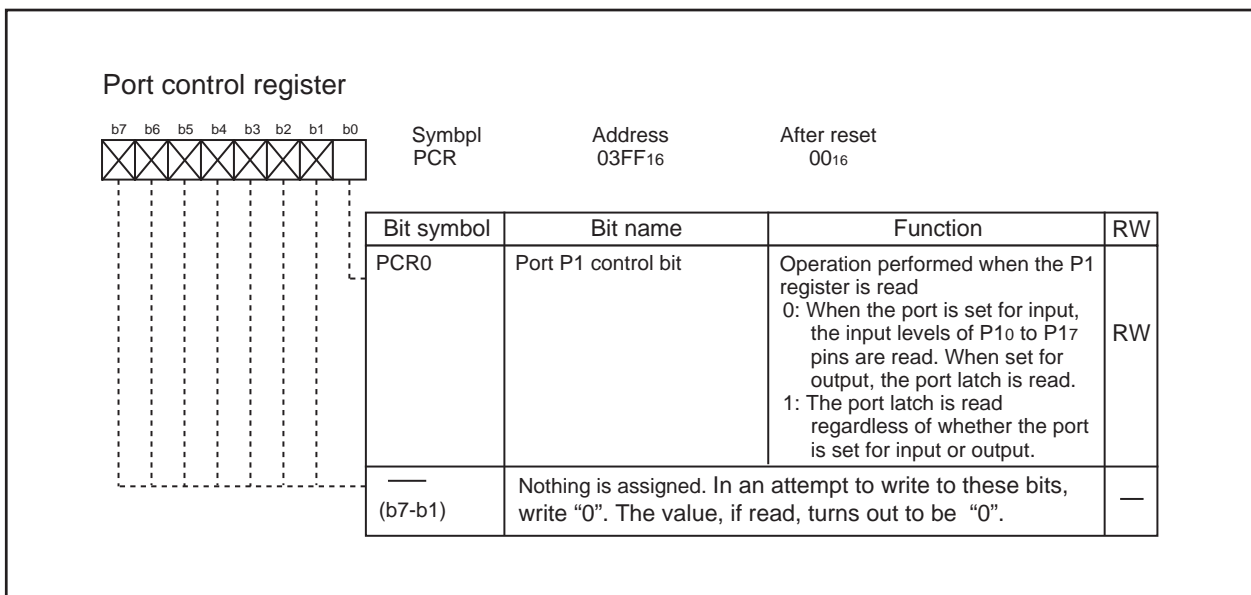 Port control register
b7 b6 b5 b4 b3 b2 b1 b0
Symbpl Address After reset
PCR 03FF16 0016
Bit symbol Bit name Function RW
PCR0 Port P1 control bit Operation performed when the P1
register is read
0: When the port is set for input,
the input levels of P10 to P17
pins are read. When set for
output, the port latch is read.
1: The port latch is read
regardless of whether the port
is set for input or output.
RW
— Nothing is assigned. In an attempt to write to these bits,
(b7-b1) write “0”. The value, if read, turns out to be “0”.
—